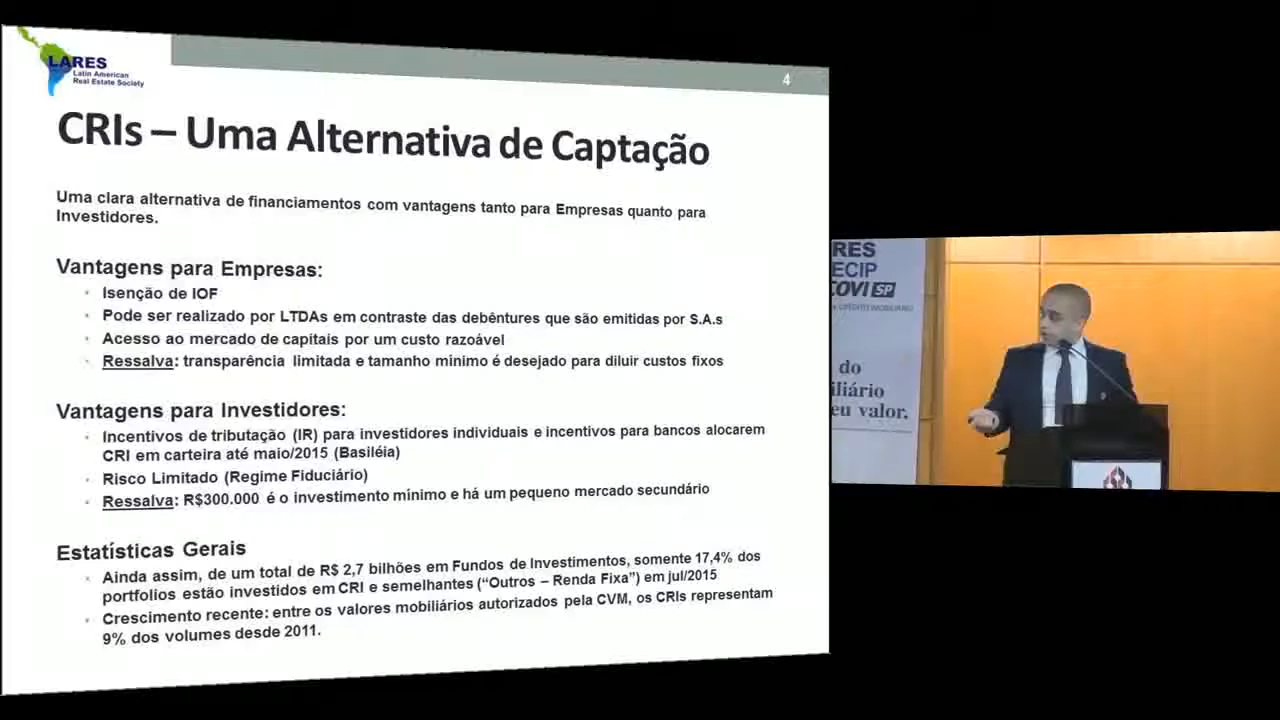 LARES
Latin American
Real Estate Society
4
CRIs – Uma Alternativa de Captação
Uma clara alternativa de financiamentos com vantagens tanto para Empresas quanto para
Investidores.
Vantagens para Empresas:
Isenção de IOF
Pode ser realizado por LTDAs em contraste das debêntures que são emitidas por S.A.s
Acesso ao mercado de capitais por um custo razoável
Ressalva: transparência limitada e tamanho mínimo é desejado para diluir custos fixos
Vantagens para Investidores:
Incentivos de tributação (IR) para investidores individuais e incentivos para bancos alocarem
CRI em carteira até maio/2015 (Basiléia)
Risco Limitado (Regime Fiduciário)
Ressalva: R$300.000 é o investimento mínimo e há um pequeno mercado secundário
Estatísticas Gerais
Ainda assim, de um total de R$ 2,7 bilhões em Fundos de Investimentos, somente 17,4% dos
portfolios estão investidos em CRI e semelhantes (“Outros – Renda Fixa”) em jul/2015
Crescimento recente: entre os valores mobiliários autorizados pela CVM, os CRIs representam
9% dos volumes desde 2011.
RES
ECIP
OVI SP
CRÉDITO IMOBILIÁRIO
do
iliário
eu valor.